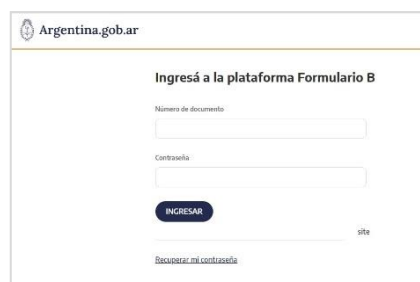 Argentina.gob.ar
Ingresá a la plataforma Formulario B
Número de documento
Contraseña
INGRESAR
site
Recuperar mi contraseña